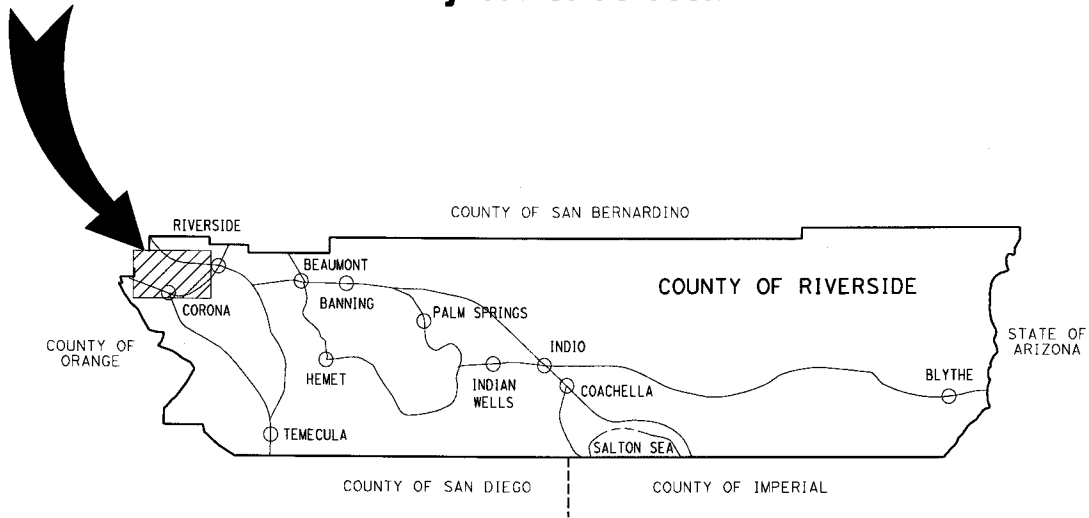 COUNTY OF SAN BERNARDINO
RIVERSIDE
BEAUMONT
COUNTY OF RIVERSIDE
CORONA
BANNING
PALM SPRINGS
COUNTY OF
ORANGE
STATE OF
ARIZONA
INDIO
HEMET
INDIAN
WELLS
COACHELLA
BLYTHE
TEMECULA
SALTON SEA
COUNTY OF SAN DIEGO
COUNTY OF IMPERIAL